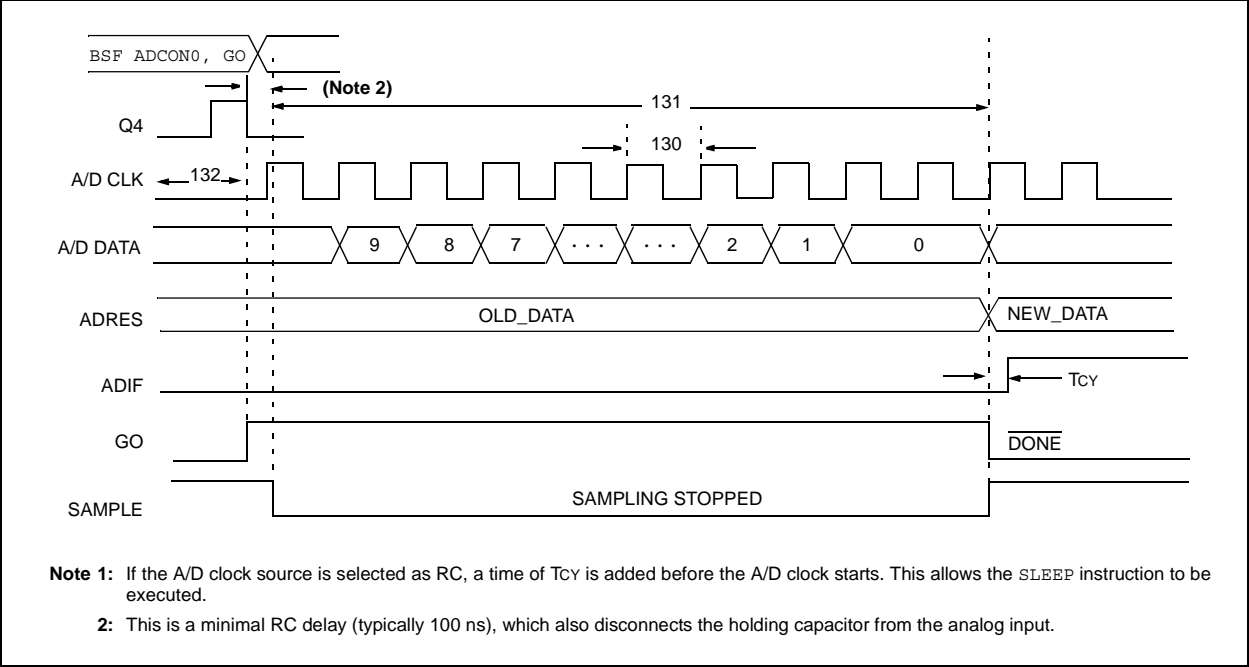 BSF ADCON0, GO
(Note 2)
131
Q4
130
A/D CLK
132
A/D DATA
9 8 7 · · · · · · 2 1 0
ADRES
OLD_DATA
NEW_DATA
ADIF
TCY
GO
DONE
SAMPLE
SAMPLING STOPPED
Note 1: If the A/D clock source is selected as RC, a time of TCY is added before the A/D clock starts. This allows the SLEEP instruction to be
executed.
2: This is a minimal RC delay (typically 100 ns), which also disconnects the holding capacitor from the analog input.